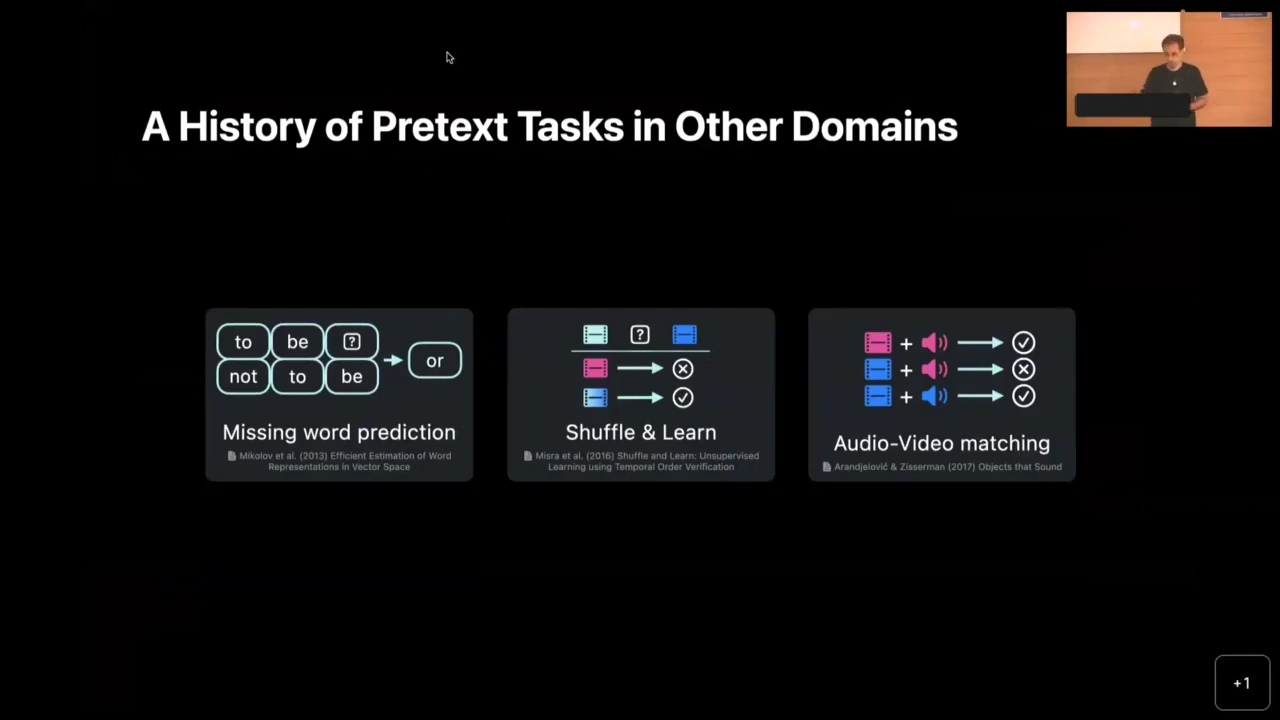 A History of Pretext Tasks in Other Domains
to be ?
not to be
or
Missing word prediction
Mikolov et al. (2013) Efficient Estimation of Word
Representations in Vector Space
?
Shuffle & Learn
Misra et al. (2016) Shuffle and Learn: Unsupervised
Learning using Temporal Order Verification
+
+
+
Audio-Video matching
Arandjelović & Zisserman (2017) Objects that Sound
+1